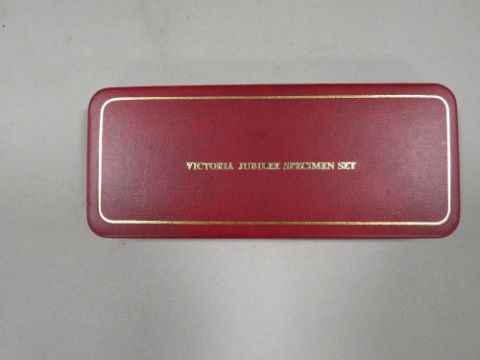 VICTORIA JUBILEE SPECIMEN SET